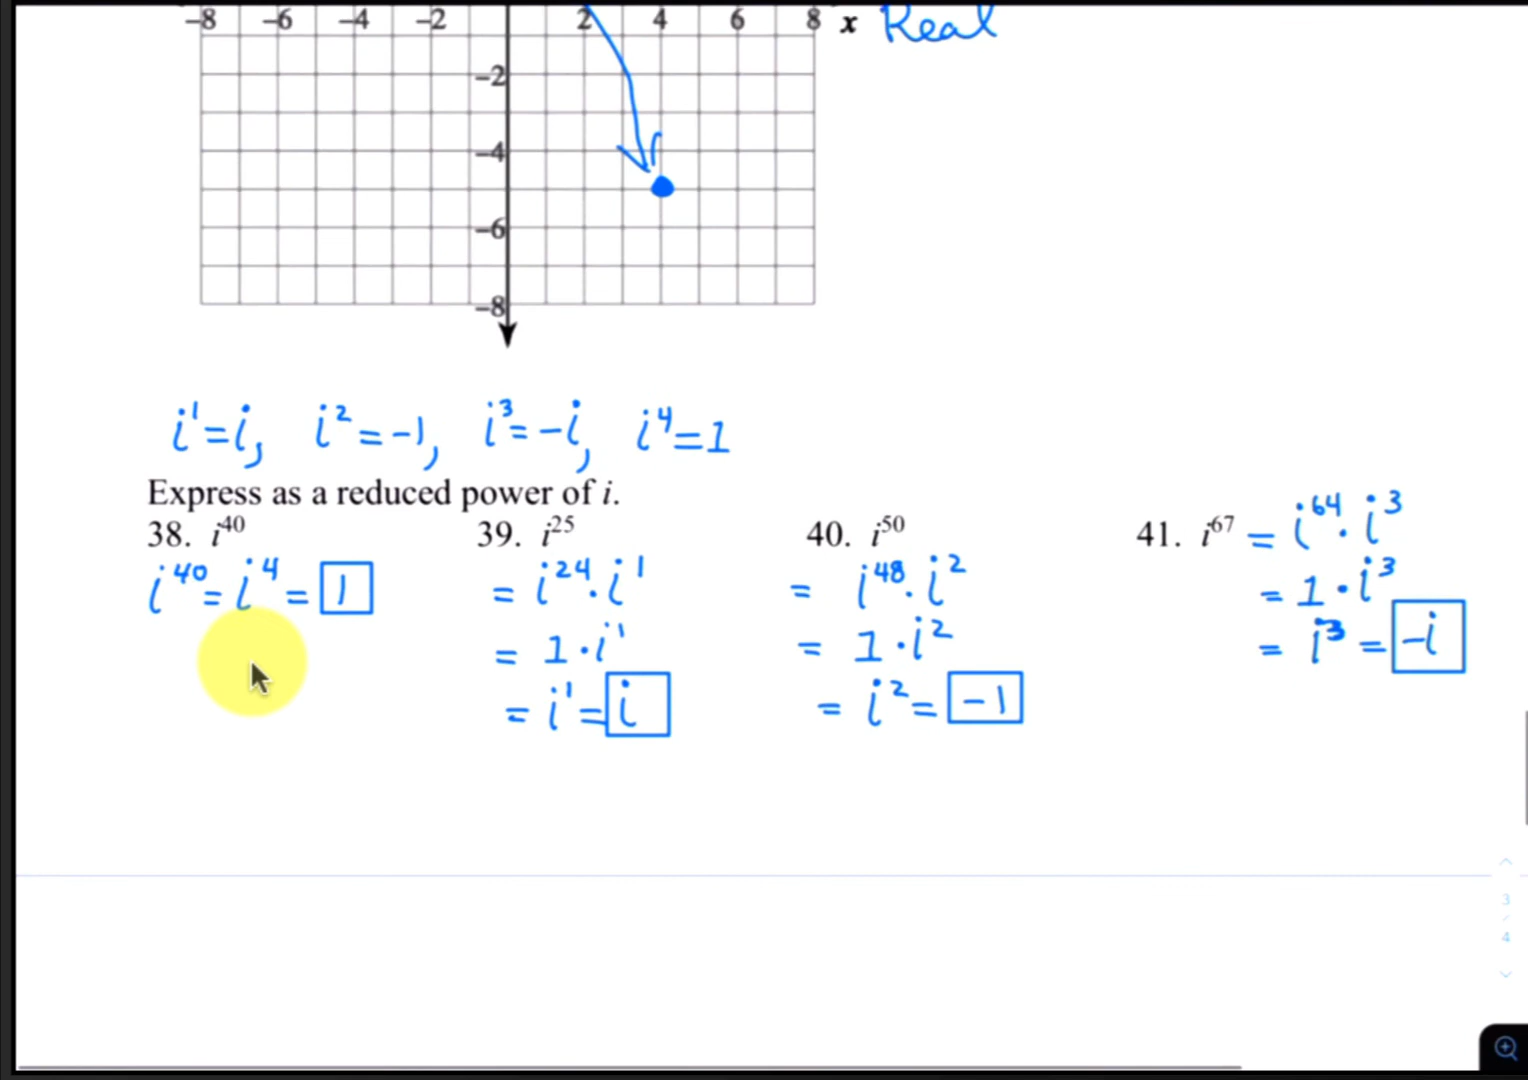 -8 -6 -4 -2 2 4 6 8 x Real
-2
-4
-6
-8
i¹=i, i²=-1, i³=-i, i⁴=1
Express as a reduced power of i.
38. i⁴⁰ 39. i²⁵ 40. i⁵⁰ 41. i⁶⁷ = i⁶⁴·i³
i⁴⁰=i⁴=1 = i²⁴·i¹ = i⁴⁸·i² = 1·i³
= 1·i¹ = 1·i² = i³=-i
= i¹=i = i²=-1
3
/
4